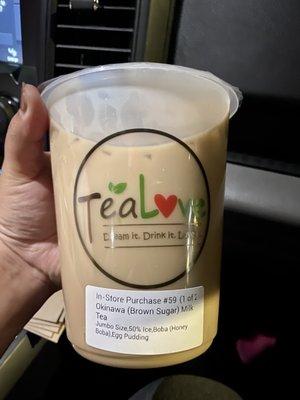 TeaLove
Dream it. Drink it. Lo
In-Store Purchase #59 (1 of 2
Okinawa (Brown Sugar) Milk
Tea
Jumbo Size,50% Ice,Boba (Honey
Boba),Egg Pudding